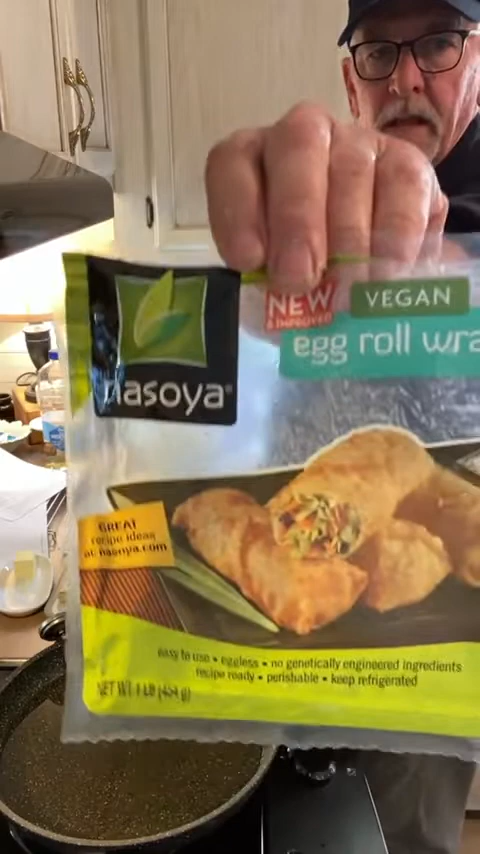 NEW
& IMPROVED
VEGAN
egg roll wra
nasoya®
GREAT
recipe ideas
at nasoya.com
easy to use • eggless • no genetically engineered ingredients
recipe ready • perishable • keep refrigerated
NET WT. 1 LB (454 g)